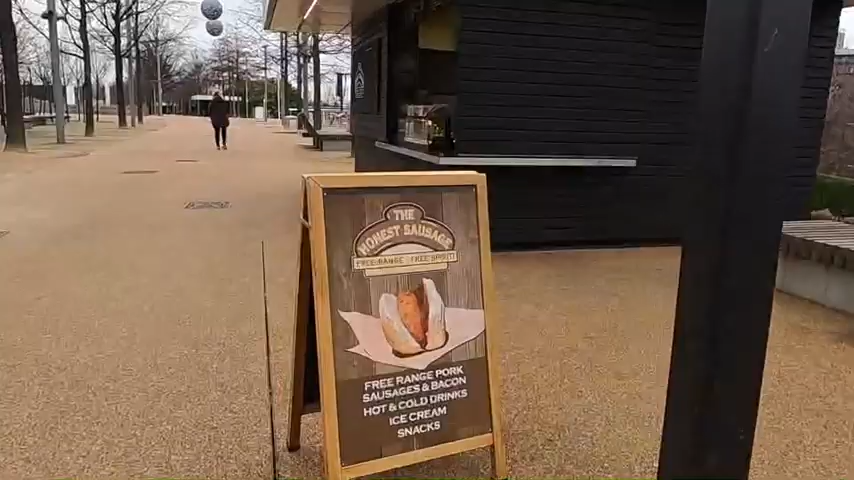 THE
HONEST SAUSAGE
FREE RANGE FREE SPIRIT
FREE RANGE PORK
SAUSAGES & BACON
HOT & COLD DRINKS
ICE CREAM
SNACKS